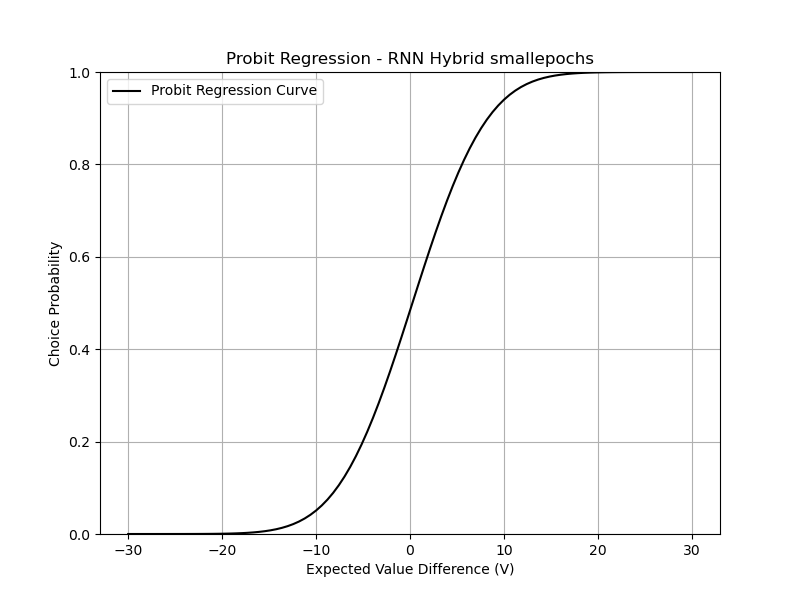 Probit Regression - RNN Hybrid smallepochs
Probit Regression Curve
1.0
0.8
0.6
0.4
0.2
0.0
Choice Probability
−30 −20 −10 0 10 20 30
Expected Value Difference (V)